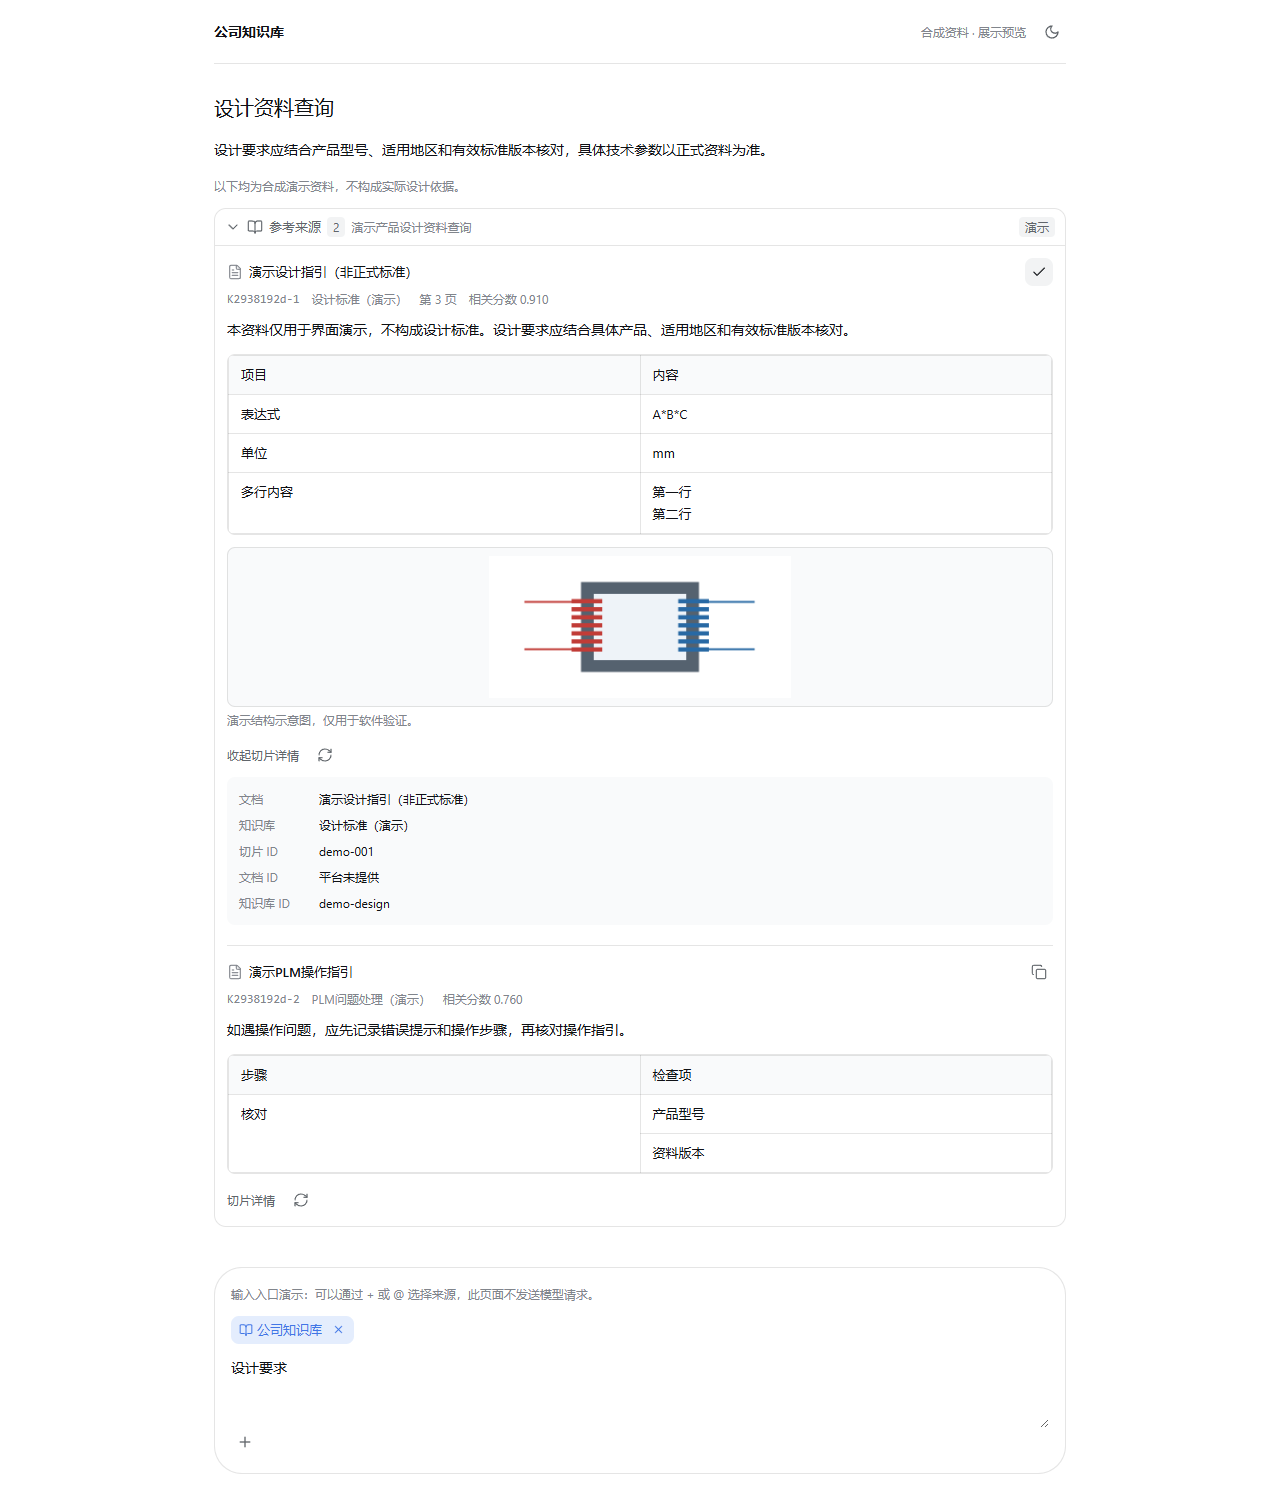 公司知识库
合成资料 · 展示预览
设计资料查询
设计要求应结合产品型号、适用地区和有效标准版本核对，具体技术参数以正式资料为准。
以下均为合成演示资料，不构成实际设计依据。
参考来源 2 演示产品设计资料查询 演示
演示设计指引（非正式标准）
K2938192d-1 设计标准（演示） 第 3 页 相关分数 0.910
本资料仅用于界面演示，不构成设计标准。设计要求应结合具体产品、适用地区和有效标准版本核对。
项目 内容
表达式 A*B*C
单位 mm
多行内容 第一行
第二行
演示结构示意图，仅用于软件验证。
收起切片详情
文档 演示设计指引（非正式标准）
知识库 设计标准（演示）
切片 ID demo-001
文档 ID 平台未提供
知识库 ID demo-design
演示PLM操作指引
K2938192d-2 PLM问题处理（演示） 相关分数 0.760
如遇操作问题，应先记录错误提示和操作步骤，再核对操作指引。
步骤 检查项
核对 产品型号
资料版本
切片详情
输入入口演示：可以通过 + 或 @ 选择来源，此页面不发送模型请求。
公司知识库
设计要求